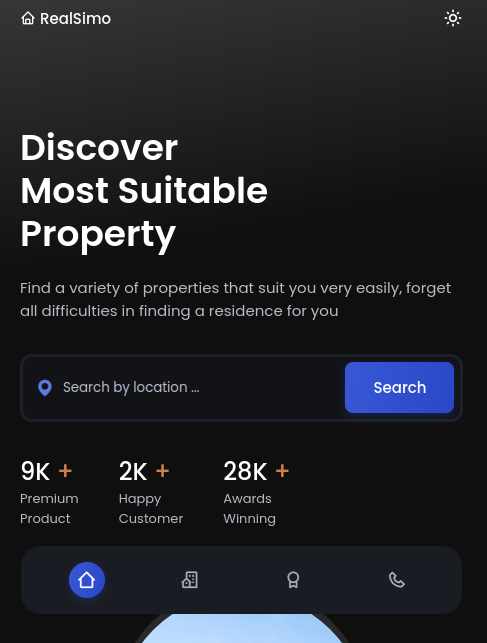 RealSimo
Discover
Most Suitable
Property
Find a variety of properties that suit you very easily, forget
all difficulties in finding a residence for you
Search by location ...
Search
9K +
Premium
Product
2K +
Happy
Customer
28K +
Awards
Winning